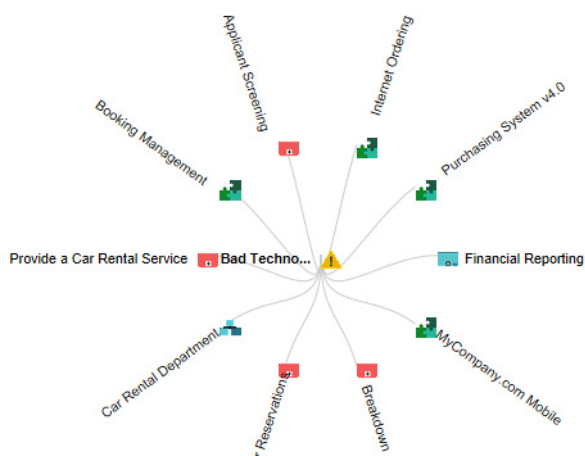 Applicant Screening
Internet Ordering
Booking Management
Purchasing System v4.0
Provide a Car Rental Service
Bad Techno...
Financial Reporting
Car Rental Department
Reservations
Breakdown
MyCompany.com Mobile